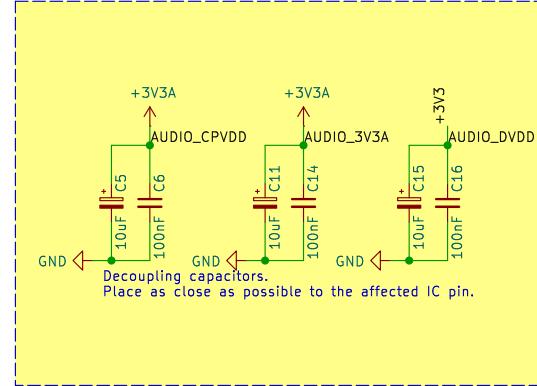 +3V3A
+3V3A
+3V3
AUDIO_CPVDD
AUDIO_3V3A
AUDIO_DVDD
+
C5
10uF
C6
100nF
+
C11
10uF
C14
100nF
+
C15
10uF
C16
100nF
GND
GND
GND
Decoupling capacitors.
Place as close as possible to the affected IC pin.